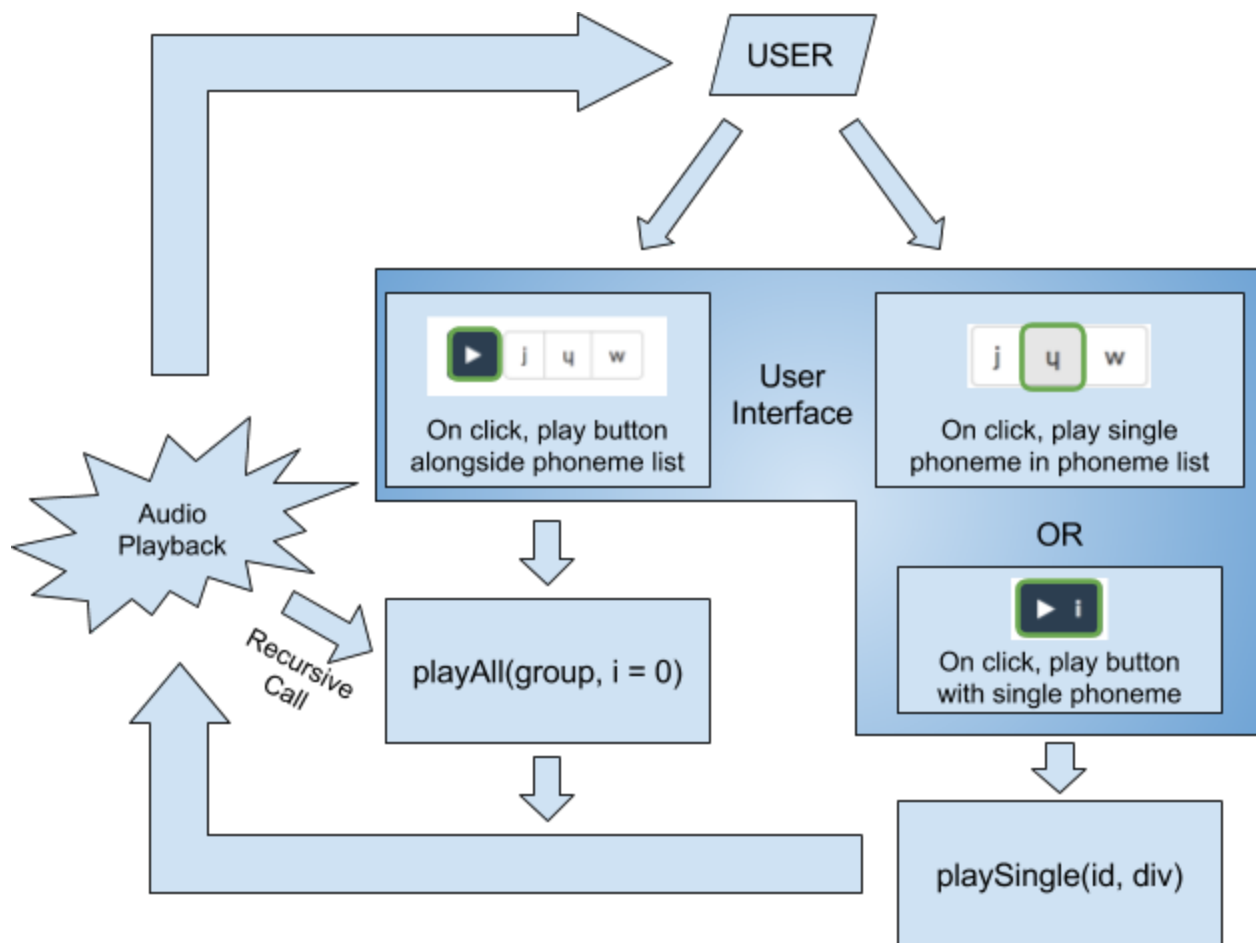 USER
j ɥ w
On click, play button
alongside phoneme list
User
Interface
j ɥ w
On click, play single
phoneme in phoneme list
OR
i
On click, play button
with single phoneme
Audio
Playback
Recursive
Call
playAll(group, i = 0)
playSingle(id, div)